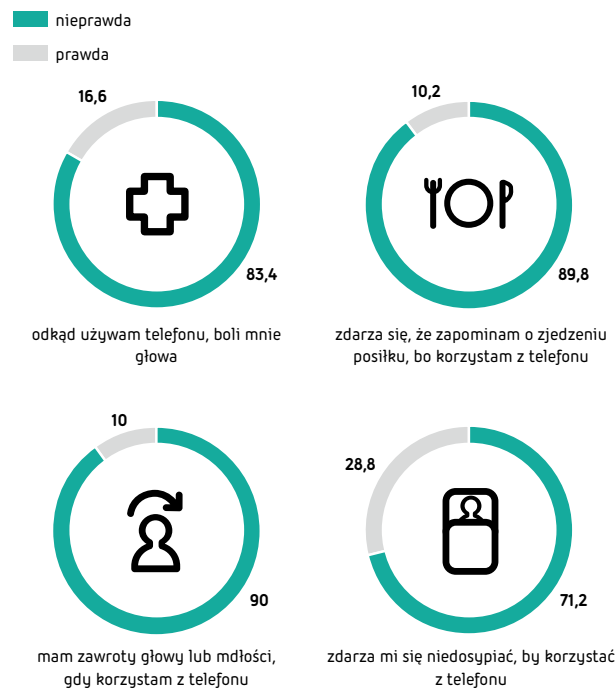 nieprawda
prawda
16,6
83,4
odkąd używam telefonu, boli mnie
głowa
10,2
89,8
zdarza się, że zapominam o zjedzeniu
posiłku, bo korzystam z telefonu
10
90
mam zawroty głowy lub mdłości,
gdy korzystam z telefonu
28,8
71,2
zdarza mi się niedosypiać, by korzystać
z telefonu